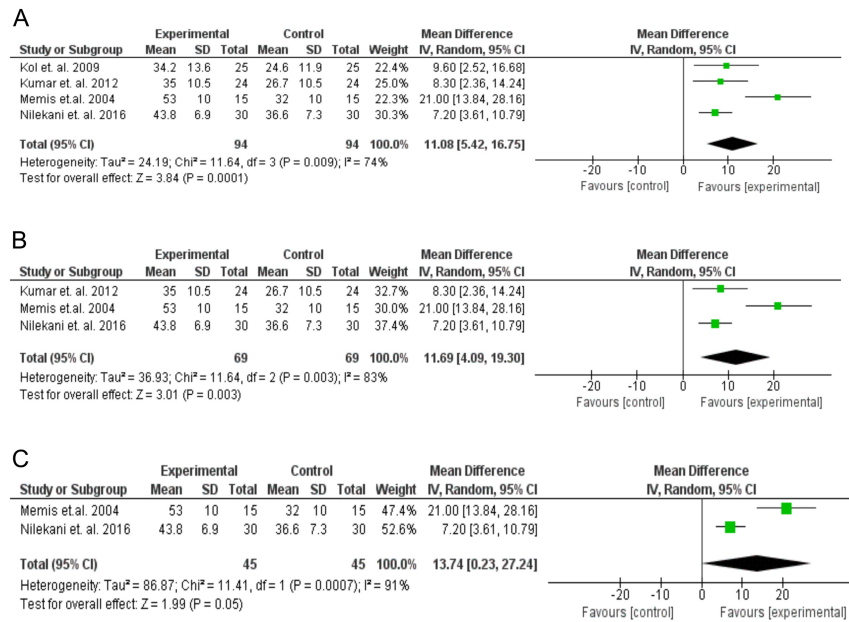 A
Experimental Control Mean Difference Mean Difference
Study or Subgroup Mean SD Total Mean SD Total Weight IV, Random, 95% CI IV, Random, 95% CI
Kol et. al. 2009 34.2 13.6 25 24.6 11.9 25 22.4% 9.60 [2.52, 16.68]
Kumar et. al. 2012 35 10.5 24 26.7 10.5 24 25.0% 8.30 [2.36, 14.24]
Memis et.al. 2004 53 10 15 32 10 15 22.3% 21.00 [13.84, 28.16]
Nilekani et. al. 2016 43.8 6.9 30 36.6 7.3 30 30.3% 7.20 [3.61, 10.79]
Total (95% CI) 94 94 100.0% 11.08 [5.42, 16.75]
Heterogeneity: Tau² = 24.19; Chi² = 11.64, df = 3 (P = 0.009); I² = 74%
Test for overall effect: Z = 3.84 (P = 0.0001)
-20 -10 0 10 20
Favours [control] Favours [experimental]
B
Experimental Control Mean Difference Mean Difference
Study or Subgroup Mean SD Total Mean SD Total Weight IV, Random, 95% CI IV, Random, 95% CI
Kumar et. al. 2012 35 10.5 24 26.7 10.5 24 32.7% 8.30 [2.36, 14.24]
Memis et.al. 2004 53 10 15 32 10 15 30.0% 21.00 [13.84, 28.16]
Nilekani et. al. 2016 43.8 6.9 30 36.6 7.3 30 37.4% 7.20 [3.61, 10.79]
Total (95% CI) 69 69 100.0% 11.69 [4.09, 19.30]
Heterogeneity: Tau² = 36.93; Chi² = 11.64, df = 2 (P = 0.003); I² = 83%
Test for overall effect: Z = 3.01 (P = 0.003)
-20 -10 0 10 20
Favours [control] Favours [experimental]
C
Experimental Control Mean Difference Mean Difference
Study or Subgroup Mean SD Total Mean SD Total Weight IV, Random, 95% CI IV, Random, 95% CI
Memis et.al. 2004 53 10 15 32 10 15 47.4% 21.00 [13.84, 28.16]
Nilekani et. al. 2016 43.8 6.9 30 36.6 7.3 30 52.6% 7.20 [3.61, 10.79]
Total (95% CI) 45 45 100.0% 13.74 [0.23, 27.24]
Heterogeneity: Tau² = 86.87; Chi² = 11.41, df = 1 (P = 0.0007); I² = 91%
Test for overall effect: Z = 1.99 (P = 0.05)
-20 -10 0 10 20
Favours [control] Favours [experimental]